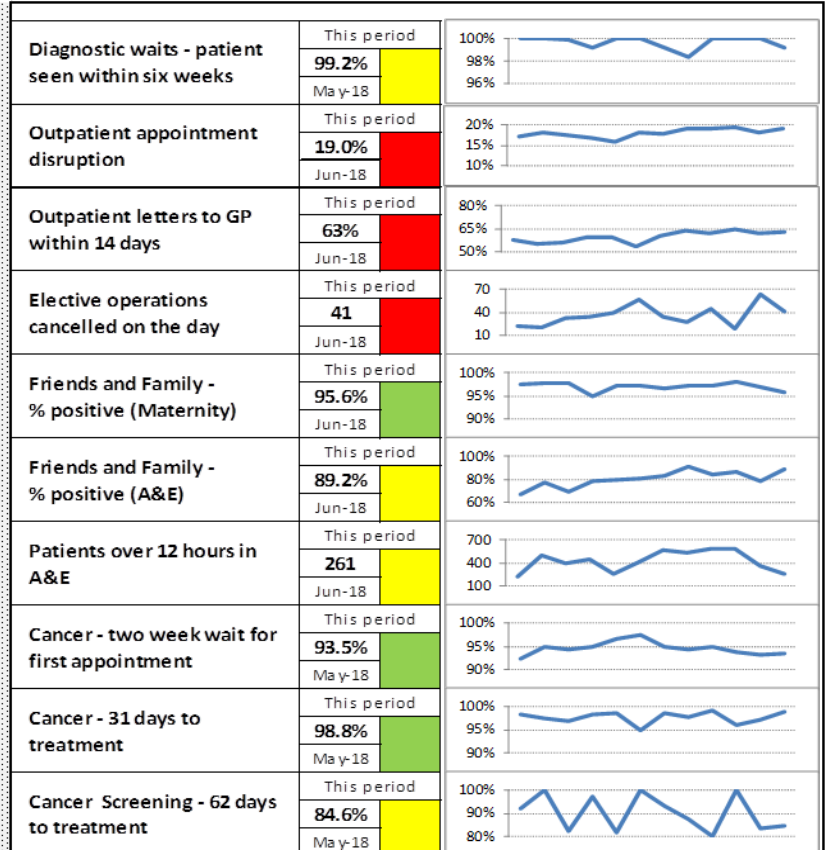 This period
Diagnostic waits - patient
seen within six weeks
99.2%
May-18
100%
98%
96%
This period
Outpatient appointment
disruption
19.0%
Jun-18
20%
15%
10%
This period
Outpatient letters to GP
within 14 days
63%
Jun-18
80%
65%
50%
This period
Elective operations
cancelled on the day
41
Jun-18
70
40
10
This period
Friends and Family -
% positive (Maternity)
95.6%
Jun-18
100%
95%
90%
This period
Friends and Family -
% positive (A&E)
89.2%
Jun-18
100%
80%
60%
This period
Patients over 12 hours in
A&E
261
Jun-18
700
400
100
This period
Cancer - two week wait for
first appointment
93.5%
May-18
100%
95%
90%
This period
Cancer - 31 days to
treatment
98.8%
May-18
100%
95%
90%
This period
Cancer Screening - 62 days
to treatment
84.6%
May-18
100%
90%
80%